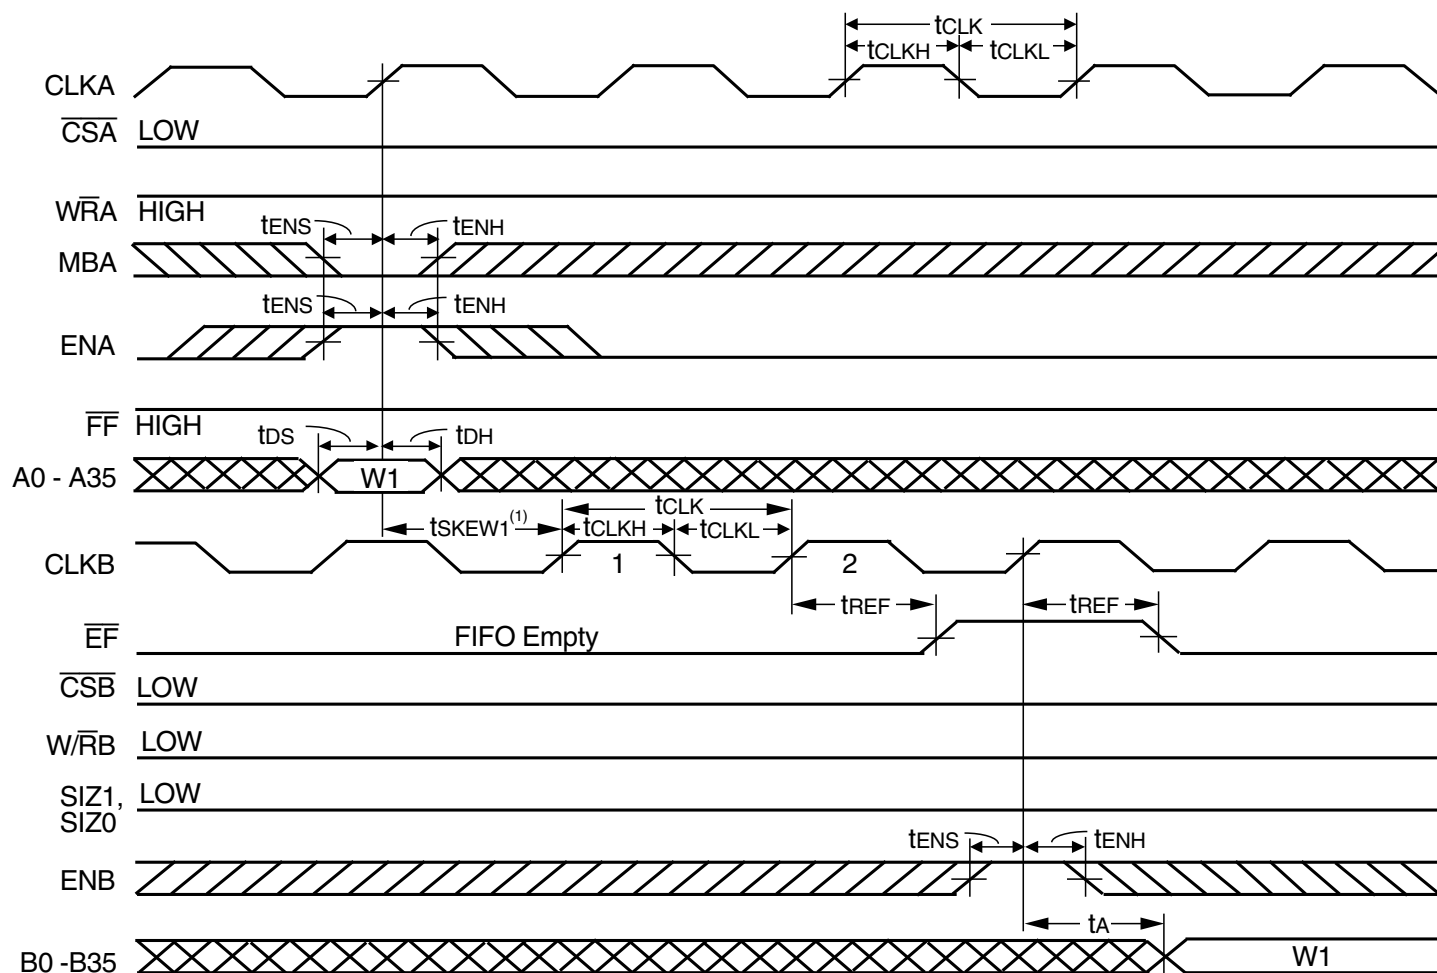 tCLK
tCLKH tCLKL
CLKA
CSA LOW
WRA HIGH
tENS tENH
MBA
tENS tENH
ENA
FF HIGH
tDS tDH
A0 - A35 W1
tCLK
tSKEW1(1) tCLKH tCLKL
CLKB 1 2
tREF tREF
EF FIFO Empty
CSB LOW
W/RB LOW
SIZ1, LOW
SIZ0
tENS tENH
ENB
tA
B0 -B35 W1